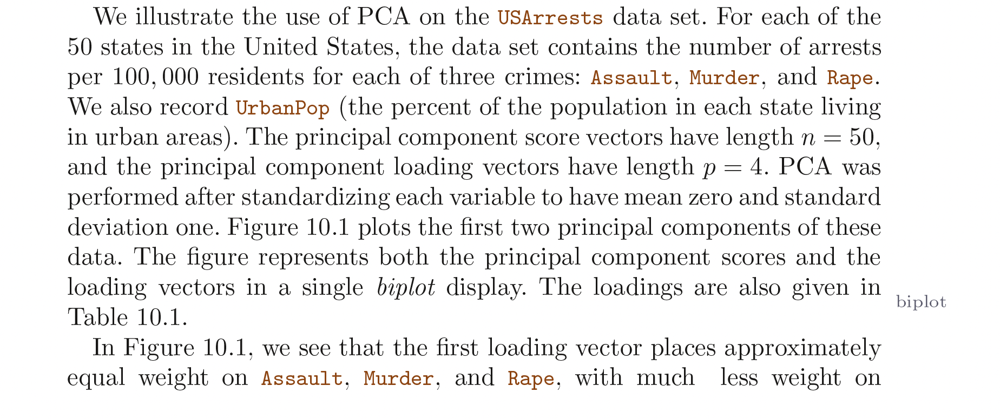 We illustrate the use of PCA on the USArrests data set. For each of the
50 states in the United States, the data set contains the number of arrests
per 100, 000 residents for each of three crimes: Assault, Murder, and Rape.
We also record UrbanPop (the percent of the population in each state living
in urban areas). The principal component score vectors have length n = 50,
and the principal component loading vectors have length p = 4. PCA was
performed after standardizing each variable to have mean zero and standard
deviation one. Figure 10.1 plots the first two principal components of these
data. The figure represents both the principal component scores and the
loading vectors in a single biplot display. The loadings are also given in
biplot
Table 10.1.
In Figure 10.1, we see that the first loading vector places approximately
equal weight on Assault, Murder, and Rape, with much less weight on